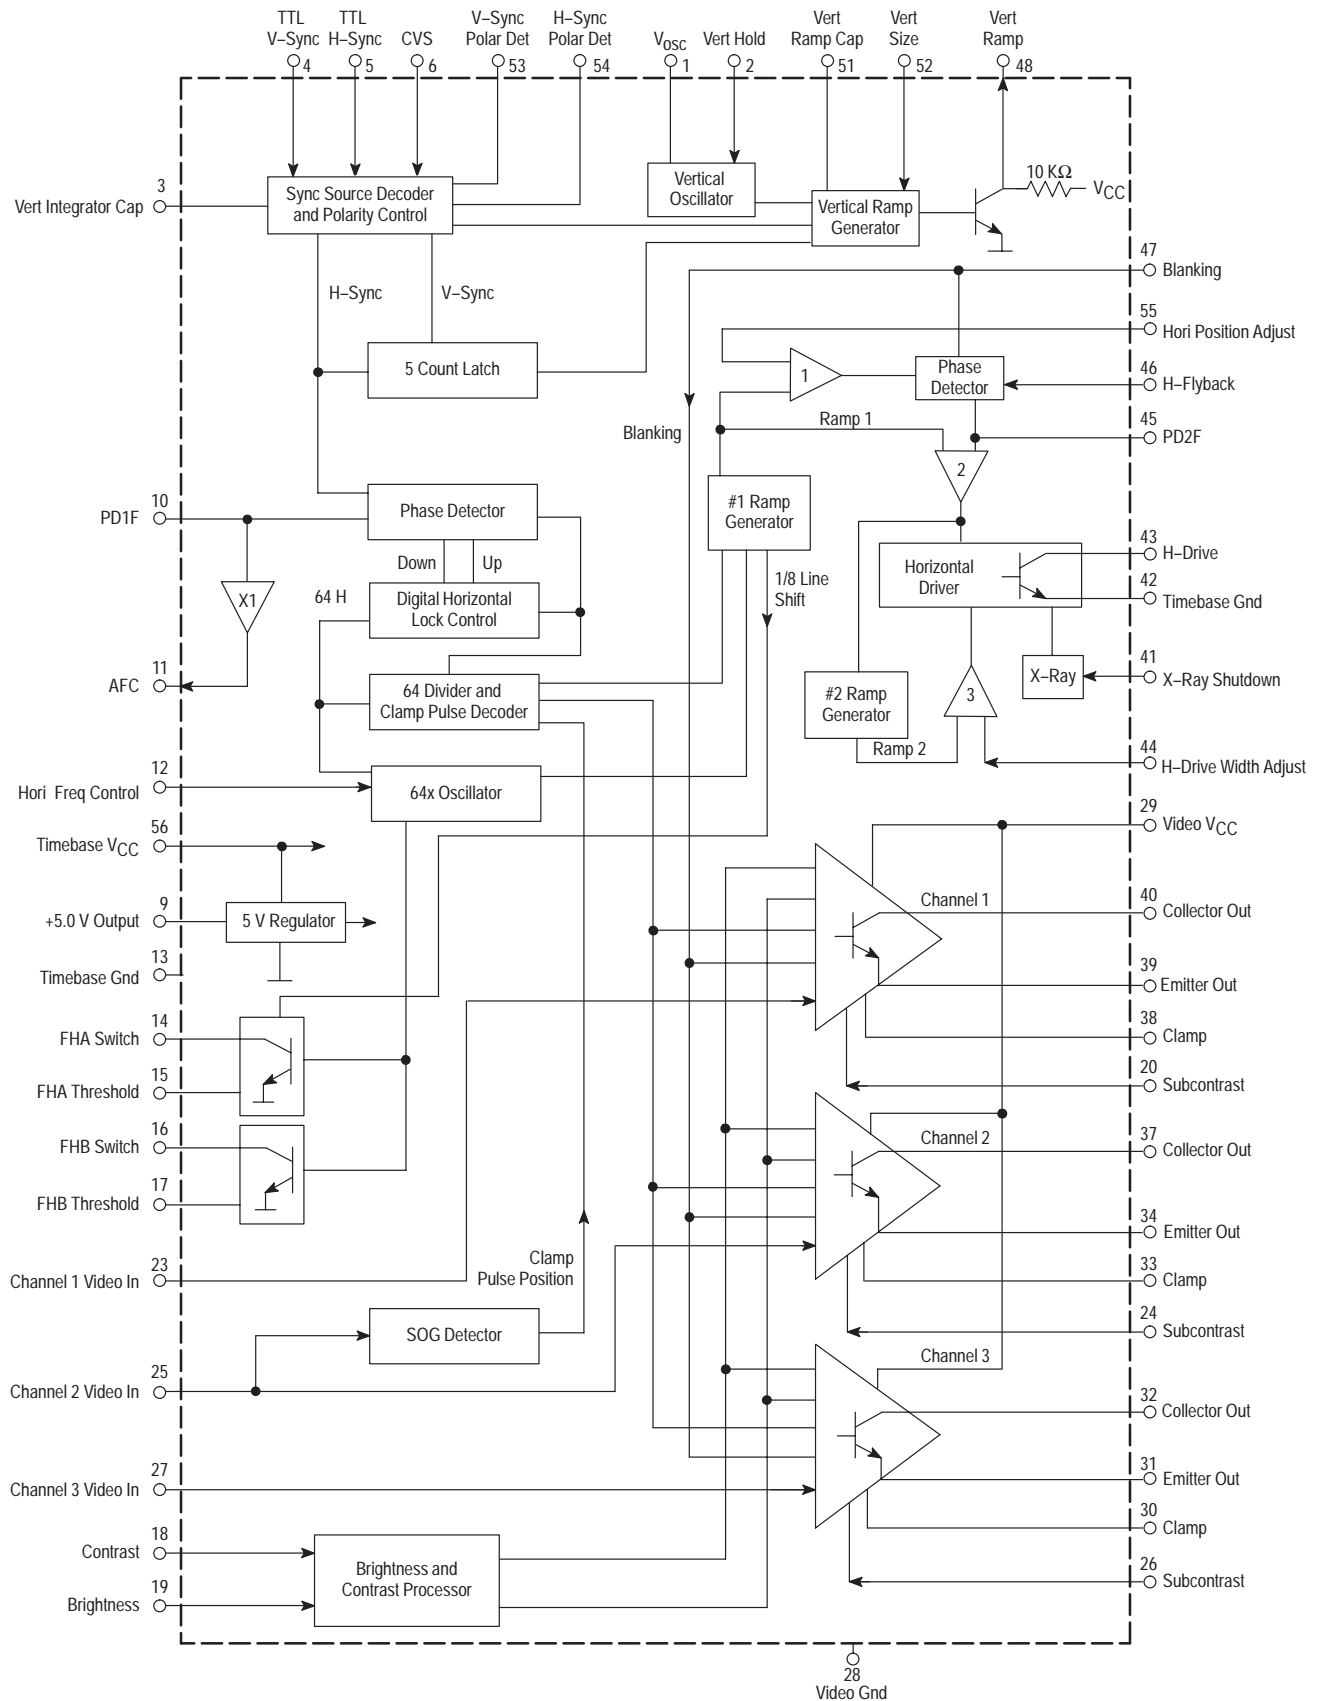 TTL
V–Sync
4
TTL
H–Sync
5
CVS
6
V–Sync
Polar Det
53
H–Sync
Polar Det
54
Vosc
1
Vert Hold
2
Vert
Ramp Cap
51
Vert
Size
52
Vert
Ramp
48
3
Vert Integrator Cap
Sync Source Decoder
and Polarity Control
Vertical
Oscillator
Vertical Ramp
Generator
10 KΩ
VCC
47
Blanking
H–Sync
V–Sync
55
Hori Position Adjust
5 Count Latch
1
Phase
Detector
46
H–Flyback
Blanking
Ramp 1
45
PD2F
2
10
PD1F
Phase Detector
#1 Ramp
Generator
Down
Up
43
H–Drive
Horizontal
Driver
42
Timebase Gnd
X1
64 H
Digital Horizontal
Lock Control
1/8 Line
Shift
11
AFC
64 Divider and
Clamp Pulse Decoder
#2 Ramp
Generator
3
X–Ray
41
X–Ray Shutdown
Ramp 2
44
H–Drive Width Adjust
12
Hori Freq Control
64x Oscillator
29
Video VCC
56
Timebase VCC
9
+5.0 V Output
5 V Regulator
Channel 1
40
Collector Out
13
Timebase Gnd
39
Emitter Out
14
FHA Switch
38
Clamp
15
FHA Threshold
20
Subcontrast
16
FHB Switch
Channel 2
37
Collector Out
17
FHB Threshold
34
Emitter Out
23
Channel 1 Video In
Clamp
Pulse Position
33
Clamp
SOG Detector
24
Subcontrast
25
Channel 2 Video In
Channel 3
32
Collector Out
27
Channel 3 Video In
31
Emitter Out
30
Clamp
18
Contrast
Brightness and
Contrast Processor
26
Subcontrast
19
Brightness
28
Video Gnd